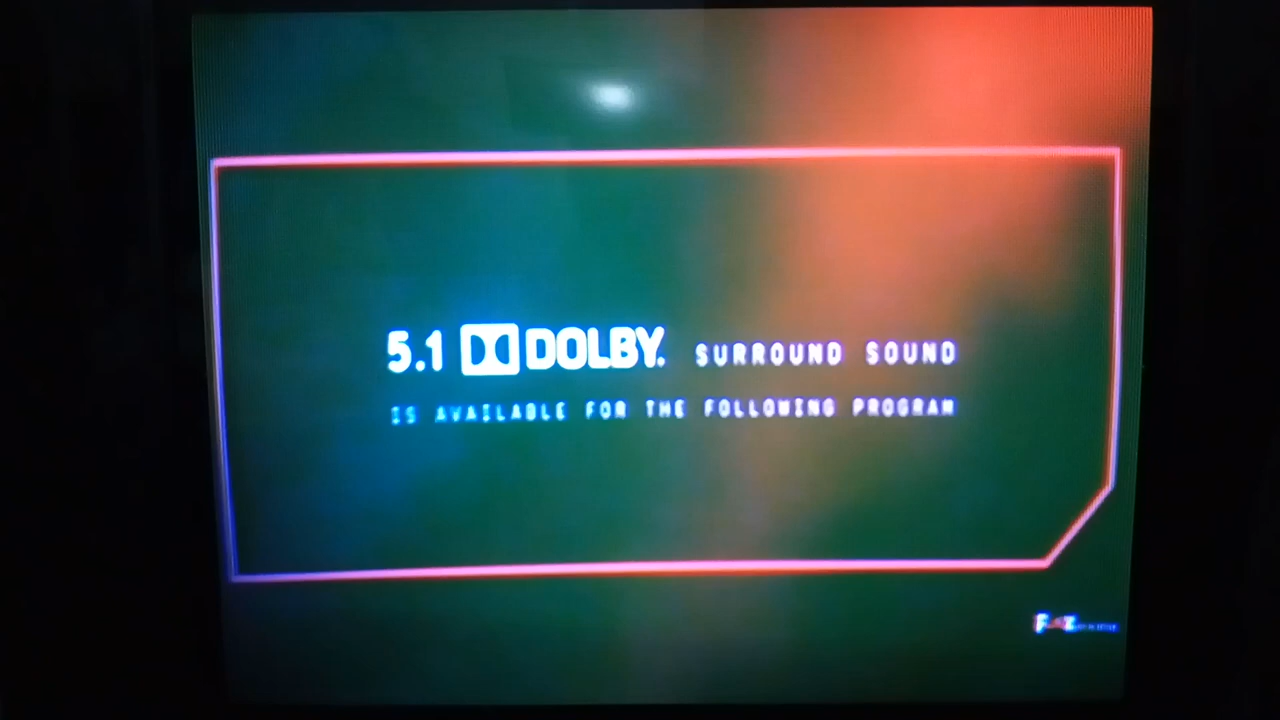 5.1 DOLBY. SURROUND SOUND
IS AVAILABLE FOR THE FOLLOWING PROGRAM